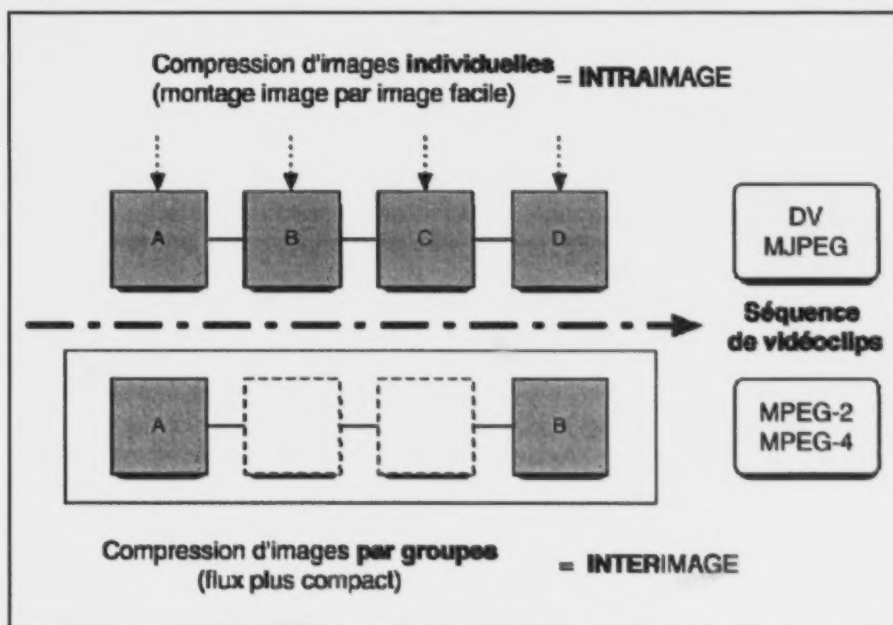 Compression d'images individuelles
(montage image par image facile)
= INTRAIMAGE
A
B
C
D
DV
MJPEG
Séquence
de vidéoclips
A
B
MPEG-2
MPEG-4
Compression d'images par groupes
(flux plus compact)
= INTERIMAGE